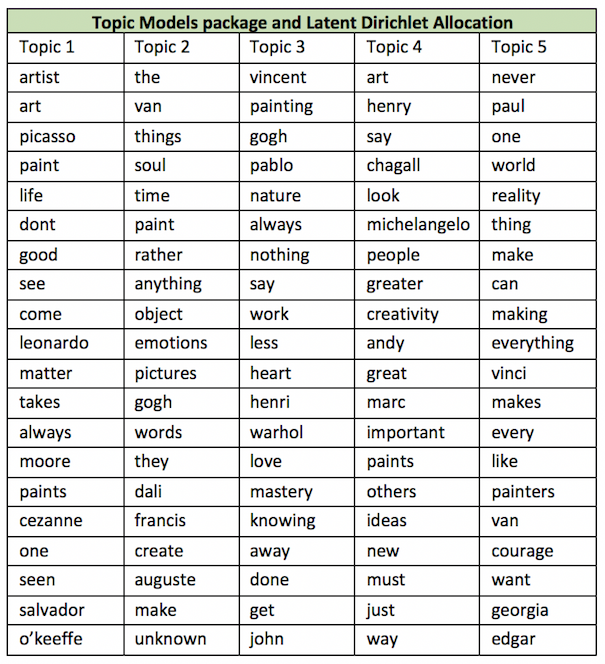 Topic Models package and Latent Dirichlet Allocation
Topic 1 Topic 2 Topic 3 Topic 4 Topic 5
artist the vincent art never
art van painting henry paul
picasso things gogh say one
paint soul pablo chagall world
life time nature look reality
dont paint always michelangelo thing
good rather nothing people make
see anything say greater can
come object work creativity making
leonardo emotions less andy everything
matter pictures heart great vinci
takes gogh henri marc makes
always words warhol important every
moore they love paints like
paints dali mastery others painters
cezanne francis knowing ideas van
one create away new courage
seen auguste done must want
salvador make get just georgia
o’keeffe unknown john way edgar